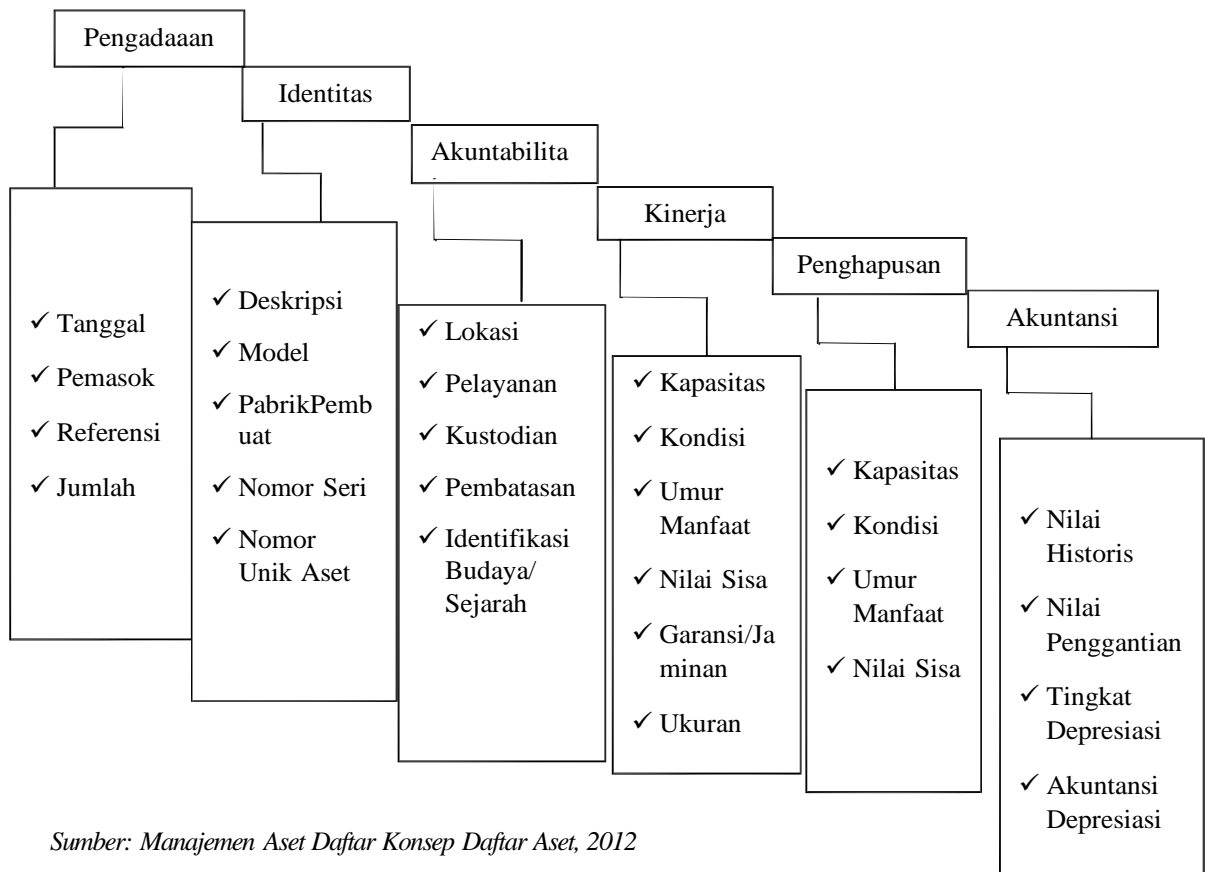 Pengadaaan
✓ Tanggal
✓ Pemasok
✓ Referensi
✓ Jumlah
Identitas
✓ Deskripsi
✓ Model
✓ PabrikPemb
uat
✓ Nomor Seri
✓ Nomor
Unik Aset
Akuntabilita
✓ Lokasi
✓ Pelayanan
✓ Kustodian
✓ Pembatasan
✓ Identifikasi
Budaya/
Sejarah
Kinerja
✓ Kapasitas
✓ Kondisi
✓ Umur
Manfaat
✓ Nilai Sisa
✓ Garansi/Ja
minan
✓ Ukuran
Penghapusan
✓ Kapasitas
✓ Kondisi
✓ Umur
Manfaat
✓ Nilai Sisa
Akuntansi
✓ Nilai
Historis
✓ Nilai
Penggantian
✓ Tingkat
Depresiasi
✓ Akuntansi
Depresiasi
Sumber: Manajemen Aset Daftar Konsep Daftar Aset, 2012